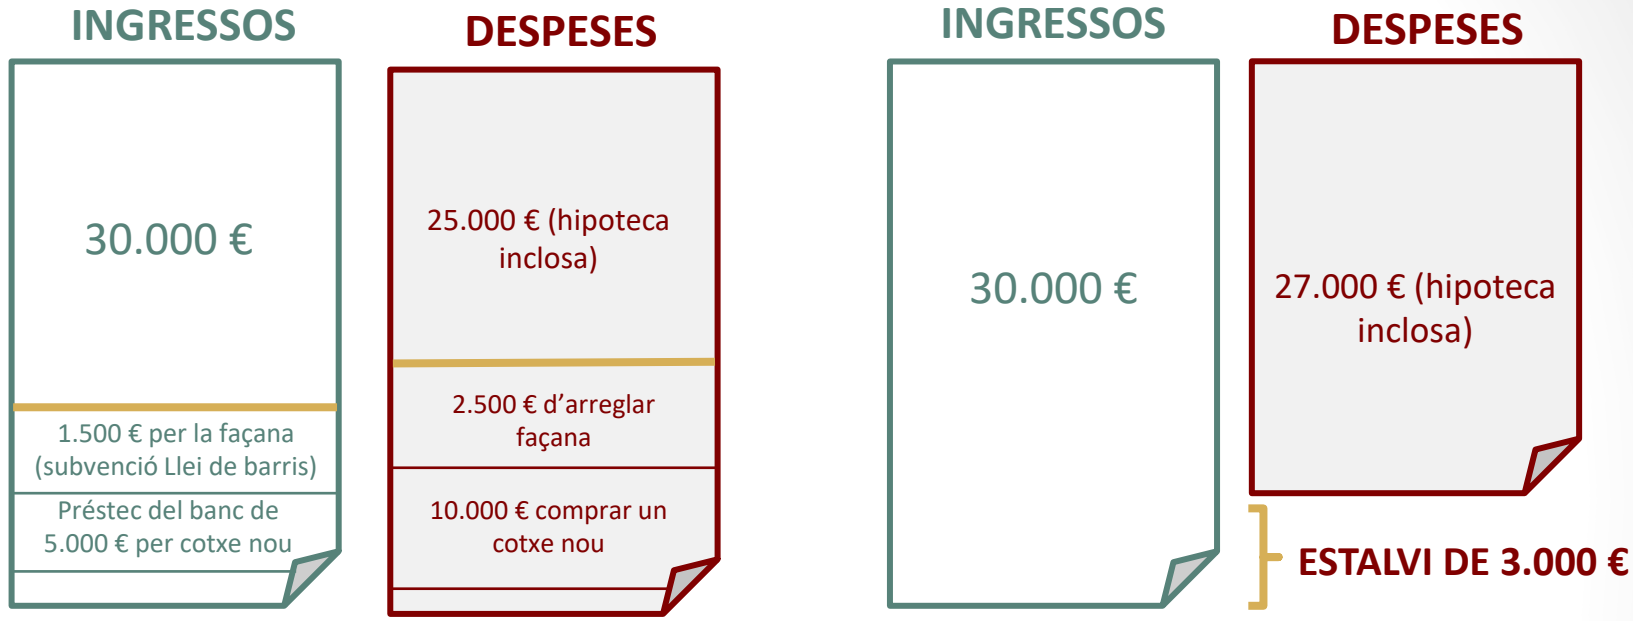 INGRESSOS
30.000 €
1.500 € per la façana
(subvenció Llei de barris)
Préstec del banc de
5.000 € per cotxe nou
DESPESES
25.000 € (hipoteca
inclosa)
2.500 € d’arreglar
façana
10.000 € comprar un
cotxe nou
INGRESSOS
30.000 €
DESPESES
27.000 € (hipoteca
inclosa)
ESTALVI DE 3.000 €